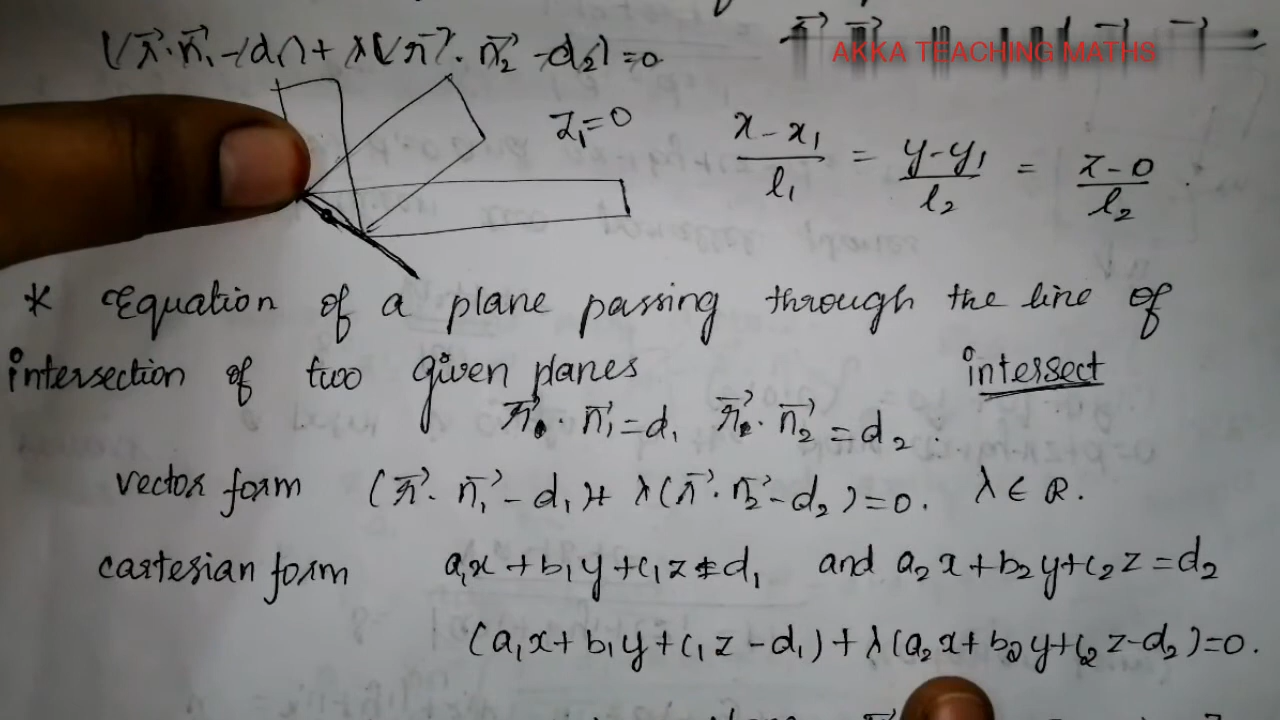 (r⃗·n⃗₁-d₁)+λ(r⃗·n⃗₂-d₂)=0
AKKA TEACHING MATHS
z₁=0
(x-x₁)/l₁ = (y-y₁)/l₂ = (z-0)/l₂
* Equation of a plane passing through the line of
intersection of two given planes intersect
r⃗·n⃗₁=d₁ r⃗·n⃗₂=d₂.
vector form (r⃗·n⃗₁-d₁)+λ(r⃗·n⃗₂-d₂)=0. λ∈R.
cartesian form a₁x+b₁y+c₁z=d₁ and a₂x+b₂y+c₂z=d₂
(a₁x+b₁y+c₁z-d₁)+λ(a₂x+b₂y+c₂z-d₂)=0.